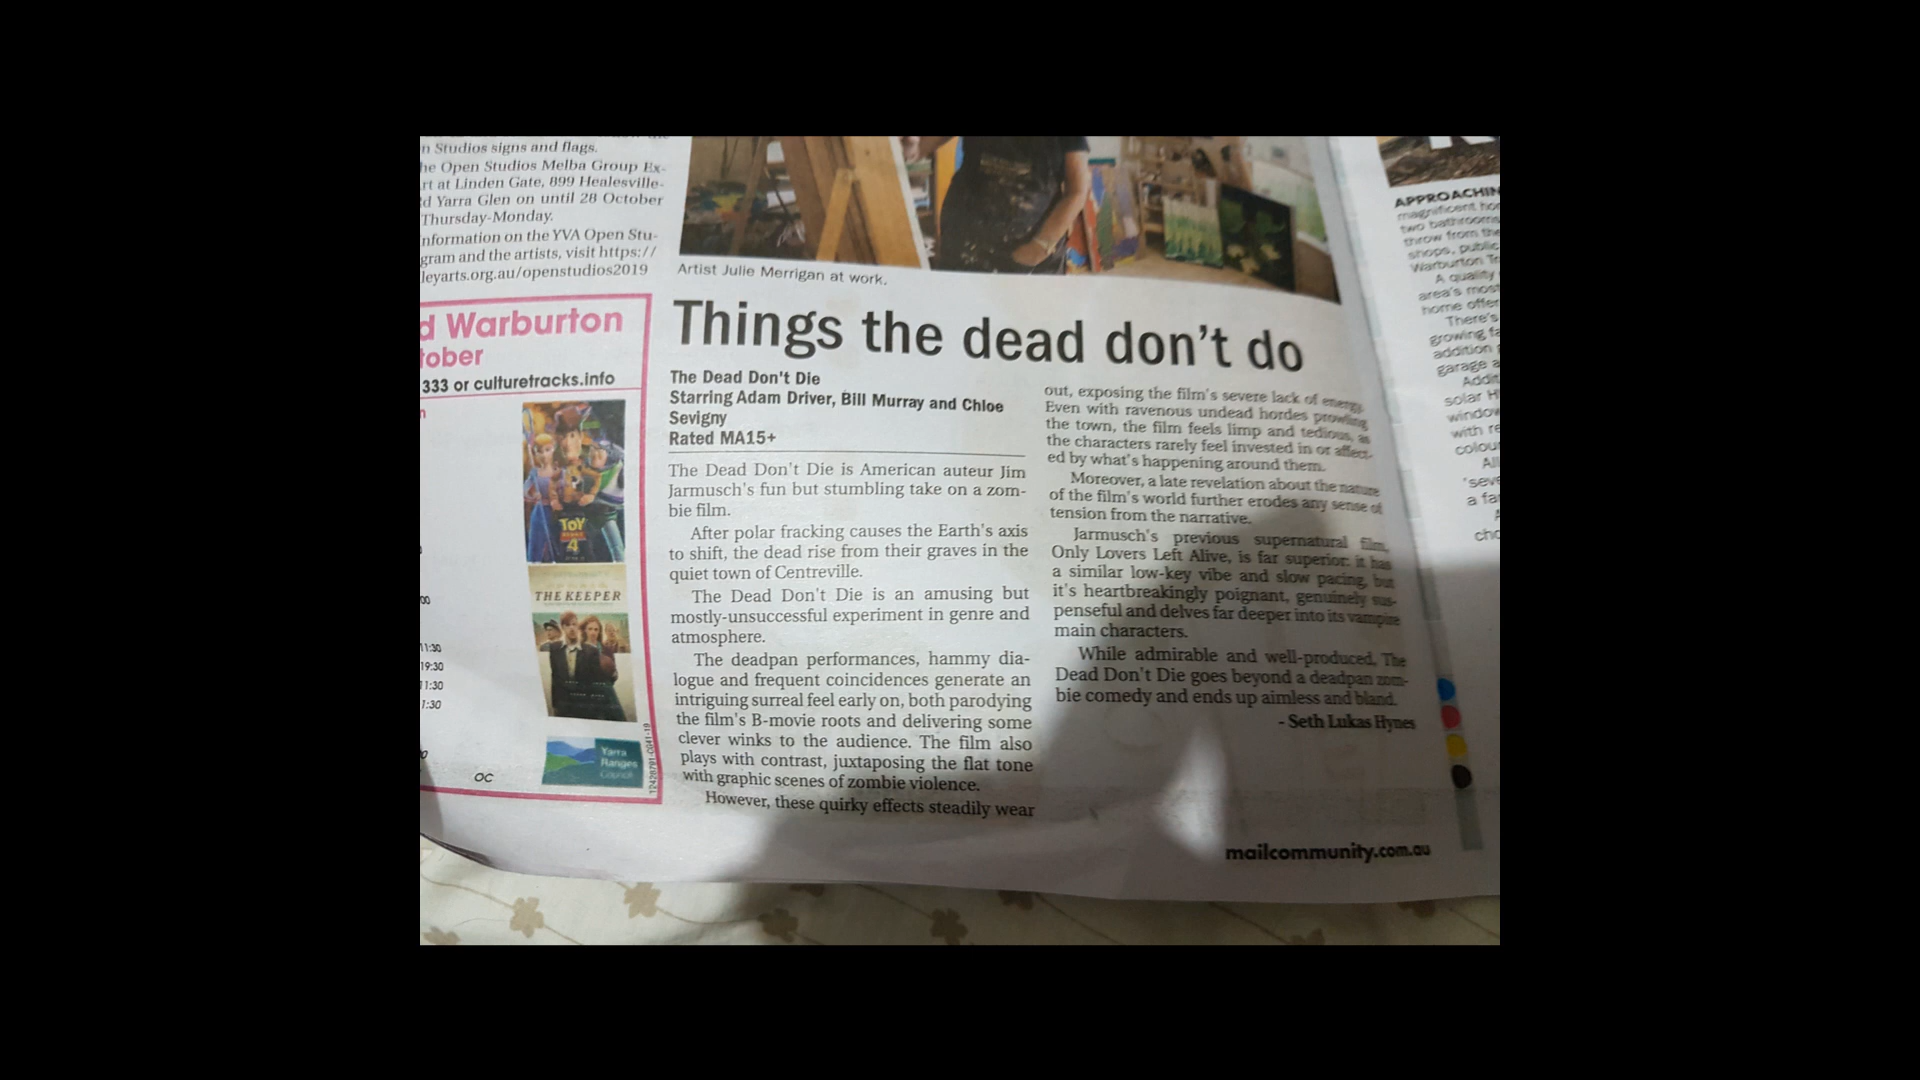 n Studios signs and flags.
he Open Studios Melba Group Ex-
rt at Linden Gate, 899 Healesville-
d Yarra Glen on until 28 October
Thursday-Monday.
nformation on the YVA Open Stu-
gram and the artists, visit https://
leyarts.org.au/openstudios2019
d Warburton
tober
333 or culturetracks.info
TOY
4
THE KEEPER
00
11:30
19:30
11:30
1:30
OC
Yarra
Ranges
Council
Artist Julie Merrigan at work.
Things the dead don't do
The Dead Don't Die
Starring Adam Driver, Bill Murray and Chloe
Sevigny
Rated MA15+
The Dead Don't Die is American auteur Jim
Jarmusch's fun but stumbling take on a zom-
bie film.
After polar fracking causes the Earth's axis
to shift, the dead rise from their graves in the
quiet town of Centreville.
The Dead Don't Die is an amusing but
mostly-unsuccessful experiment in genre and
atmosphere.
The deadpan performances, hammy dia-
logue and frequent coincidences generate an
intriguing surreal feel early on, both parodying
the film's B-movie roots and delivering some
clever winks to the audience. The film also
plays with contrast, juxtaposing the flat tone
with graphic scenes of zombie violence.
However, these quirky effects steadily wear
out, exposing the film's severe lack of energy.
Even with ravenous undead hordes prowling
the town, the film feels limp and tedious, as
the characters rarely feel invested in or affect-
ed by what's happening around them.
Moreover, a late revelation about the nature
of the film's world further erodes any sense of
tension from the narrative.
Jarmusch's previous supernatural film,
Only Lovers Left Alive, is far superior: it has
a similar low-key vibe and slow pacing, but
it's heartbreakingly poignant, genuinely sus-
penseful and delves far deeper into its vampire
main characters.
While admirable and well-produced, The
Dead Don't Die goes beyond a deadpan zom-
bie comedy and ends up aimless and bland.
- Seth Lukas Hynes
mailcommunity.com.au
APPROACHIN
magnificent ho
two bathrooms
throw from the
shops, public
Warburton Tr
A quality
area's most
home offer
There's
growing fa
addition
garage a
Addit
solar H
window
with re
colou
All
'seve
a fa
cho